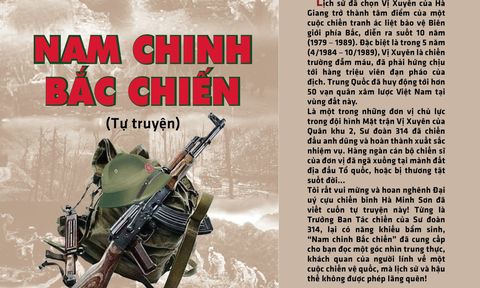 NAM CHINH
BẮC CHIẾN
(Tự truyện)
Lịch sử đã chọn Vị Xuyên của Hà
Giang trở thành tâm điểm của một
cuộc chiến tranh ác liệt bảo vệ Biên
giới phía Bắc, diễn ra suốt 10 năm
(1979 – 1989). Đặc biệt là trong 5 năm
(4/1984 – 10/1989), Vị Xuyên là chiến
trường đẫm máu, đã phải hứng chịu
tới hàng triệu viên đạn pháo của
địch. Trung Quốc đã huy động tới hơn
50 vạn quân xâm lược Việt Nam tại
vùng đất này.
Là một trong những đơn vị chủ lực
trong đội hình Mặt trận Vị Xuyên của
Quân khu 2, Sư đoàn 314 đã chiến
đấu anh dũng và hoàn thành xuất sắc
nhiệm vụ. Hàng ngàn cán bộ chiến sĩ
của đơn vị đã ngã xuống tại mảnh đất
địa đầu Tổ quốc, hoặc bị thương tật
suốt đời...
Tôi rất vui mừng và hoan nghênh Đại
uý cựu chiến binh Hà Minh Sơn đã
viết cuốn tự truyện này! Từng là
Trưởng Ban Tác chiến của Sư đoàn
314, lại có năng khiếu bẩm sinh,
“Nam chinh Bắc chiến” đã cung cấp
cho bạn đọc một góc nhìn trung thực,
khách quan của người lính về một
cuộc chiến vệ quốc, mà lịch sử và hậu
thế không được phép lãng quên!